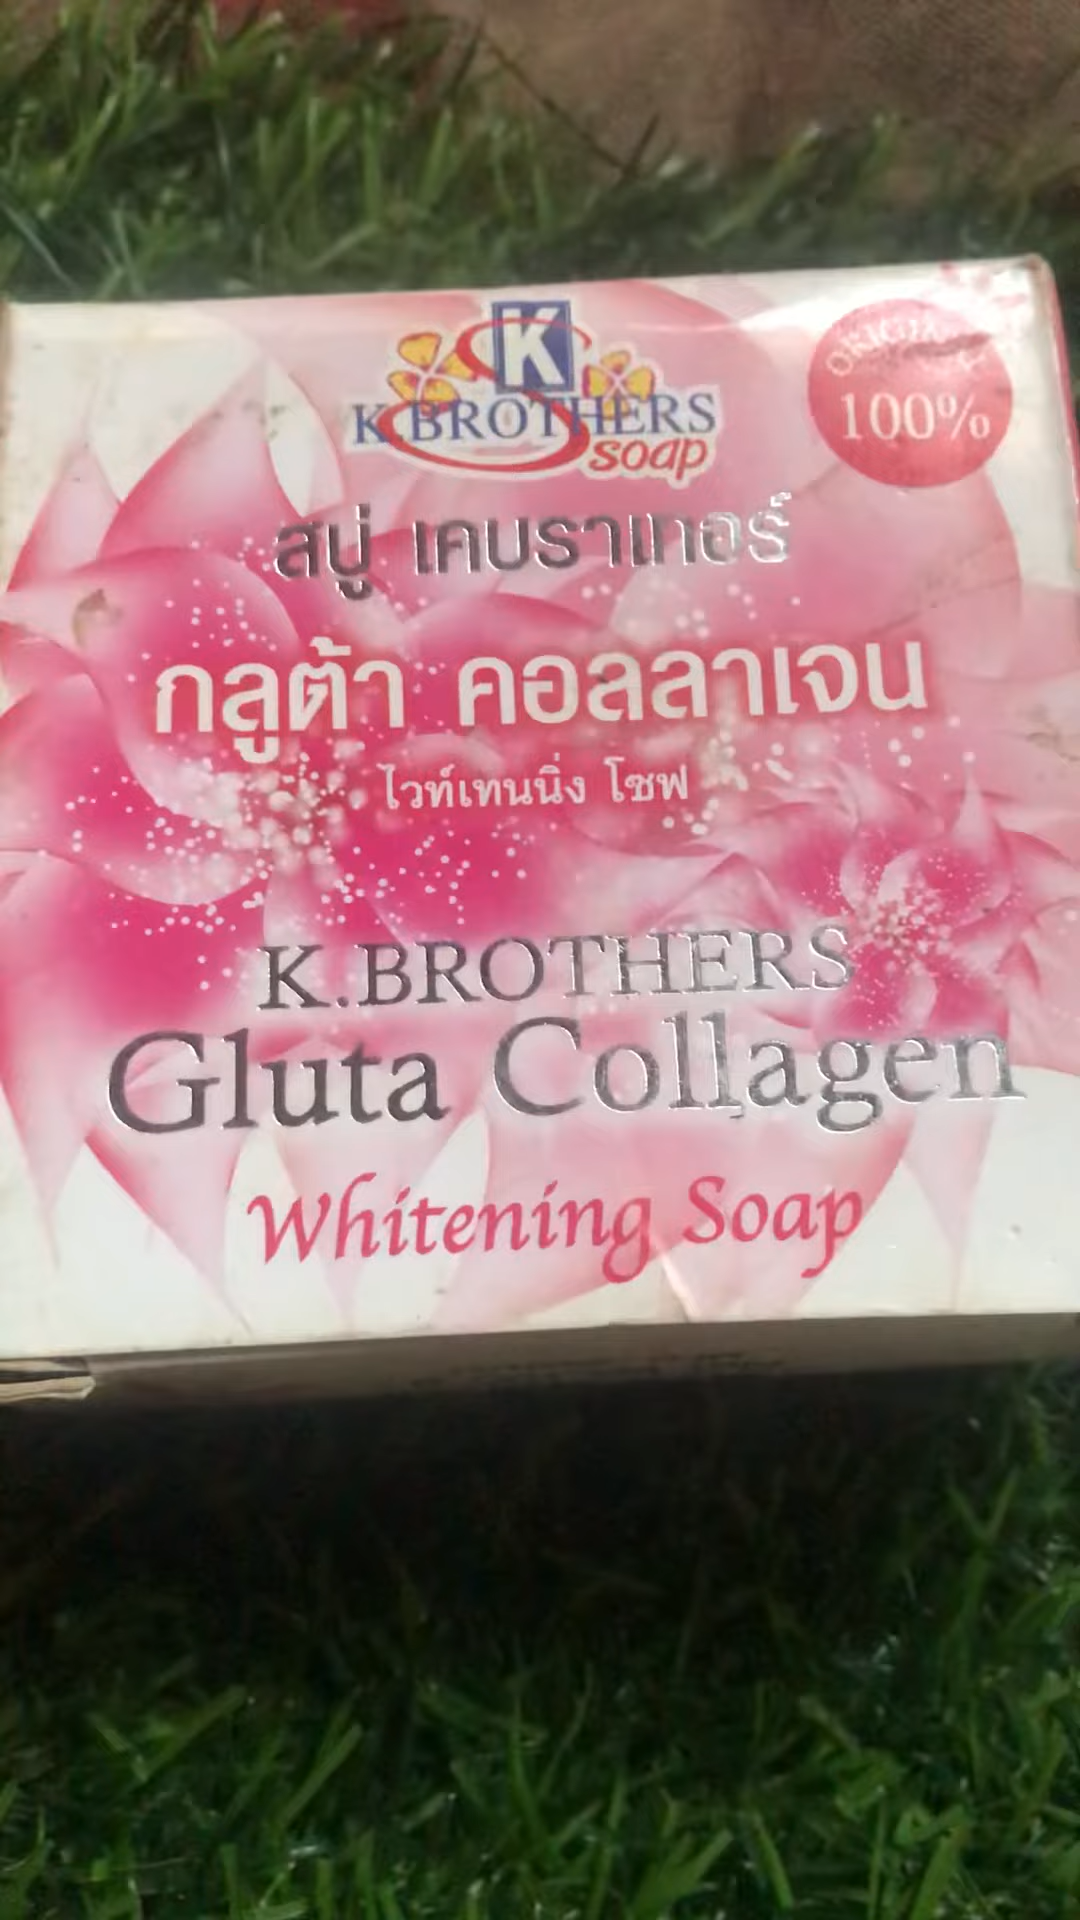 K
K.BROTHERS
soap
ORIGINAL
100%
สบู่ เคบราเทอร์
กลูต้า คอลลาเจน
ไวท์เทนนิ่ง โซฟ
K.BROTHERS
Gluta Collagen
Whitening Soap